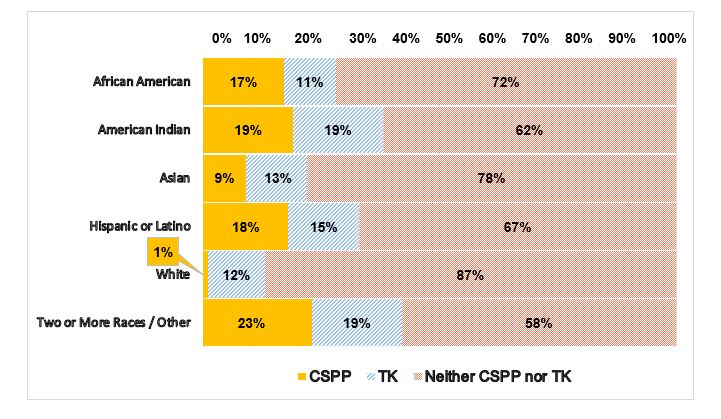 0% 10% 20% 30% 40% 50% 60% 70% 80% 90% 100%
African American 17% 11% 72%
American Indian 19% 19% 62%
Asian 9% 13% 78%
Hispanic or Latino 18% 15% 67%
1%
White 12% 87%
Two or More Races / Other 23% 19% 58%
CSPP TK Neither CSPP nor TK